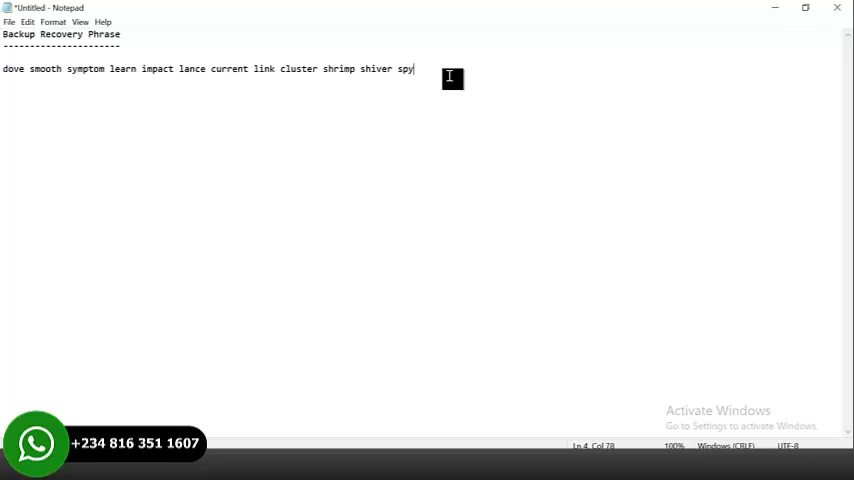 *Untitled - Notepad
File Edit Format View Help
Backup Recovery Phrase
----------------------
dove smooth symptom learn impact lance current link cluster shrimp shiver spy
Activate Windows
Go to Settings to activate Windows.
Ln 4, Col 78 100% Windows (CRLF) UTF-8
+234 816 351 1607